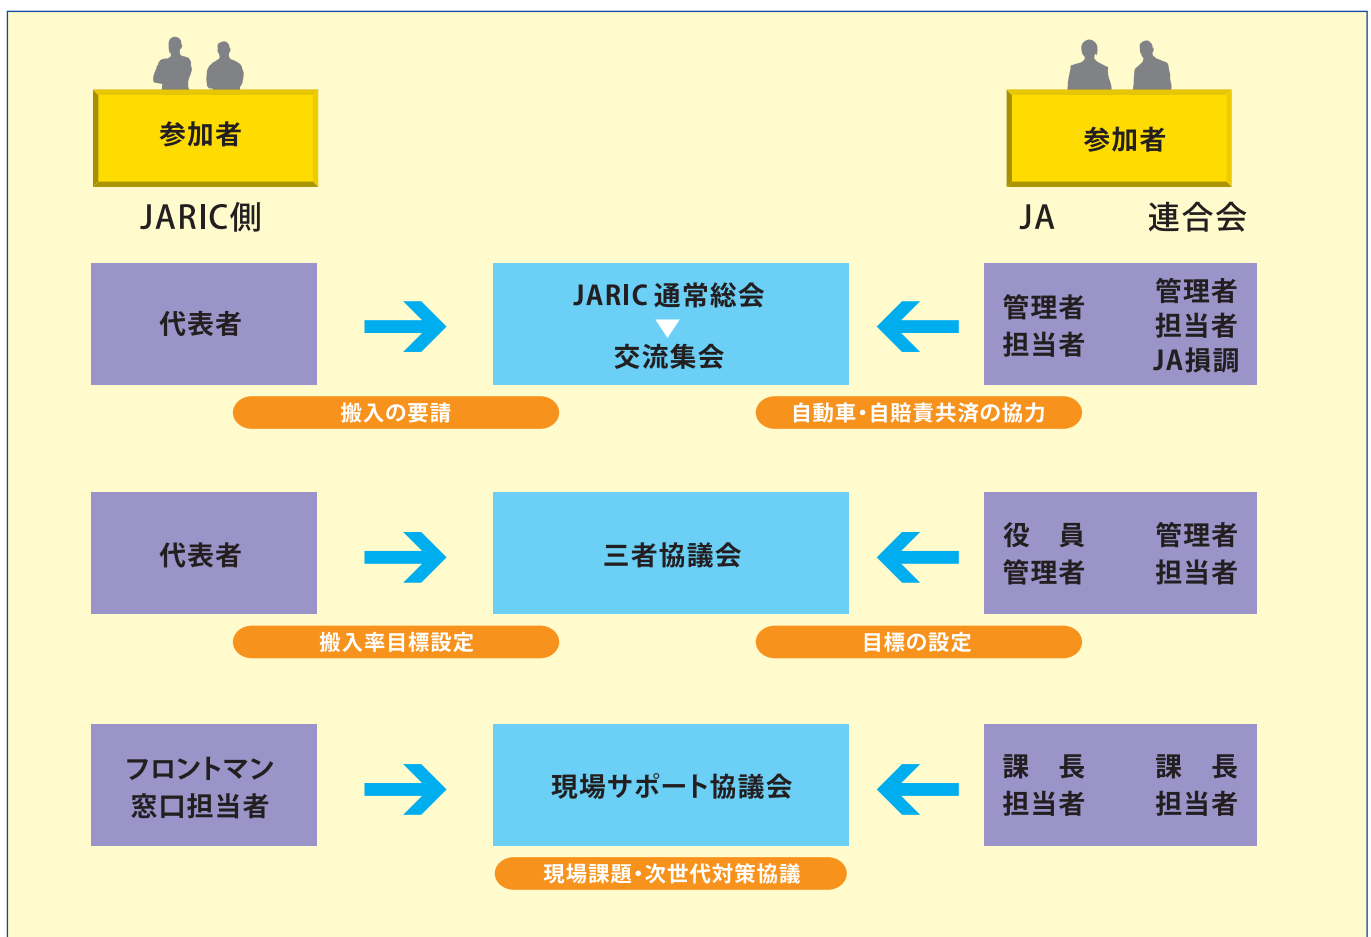 参加者
参加者
JARIC側
JA 連合会
代表者
JARIC 通常総会
交流集会
管理者
担当者
管理者
担当者
JA損調
搬入の要請
自動車・自賠責共済の協力
代表者
三者協議会
役 員
管理者
管理者
担当者
搬入率目標設定
目標の設定
フロントマン
窓口担当者
現場サポート協議会
課 長
担当者
課 長
担当者
現場課題・次世代対策協議